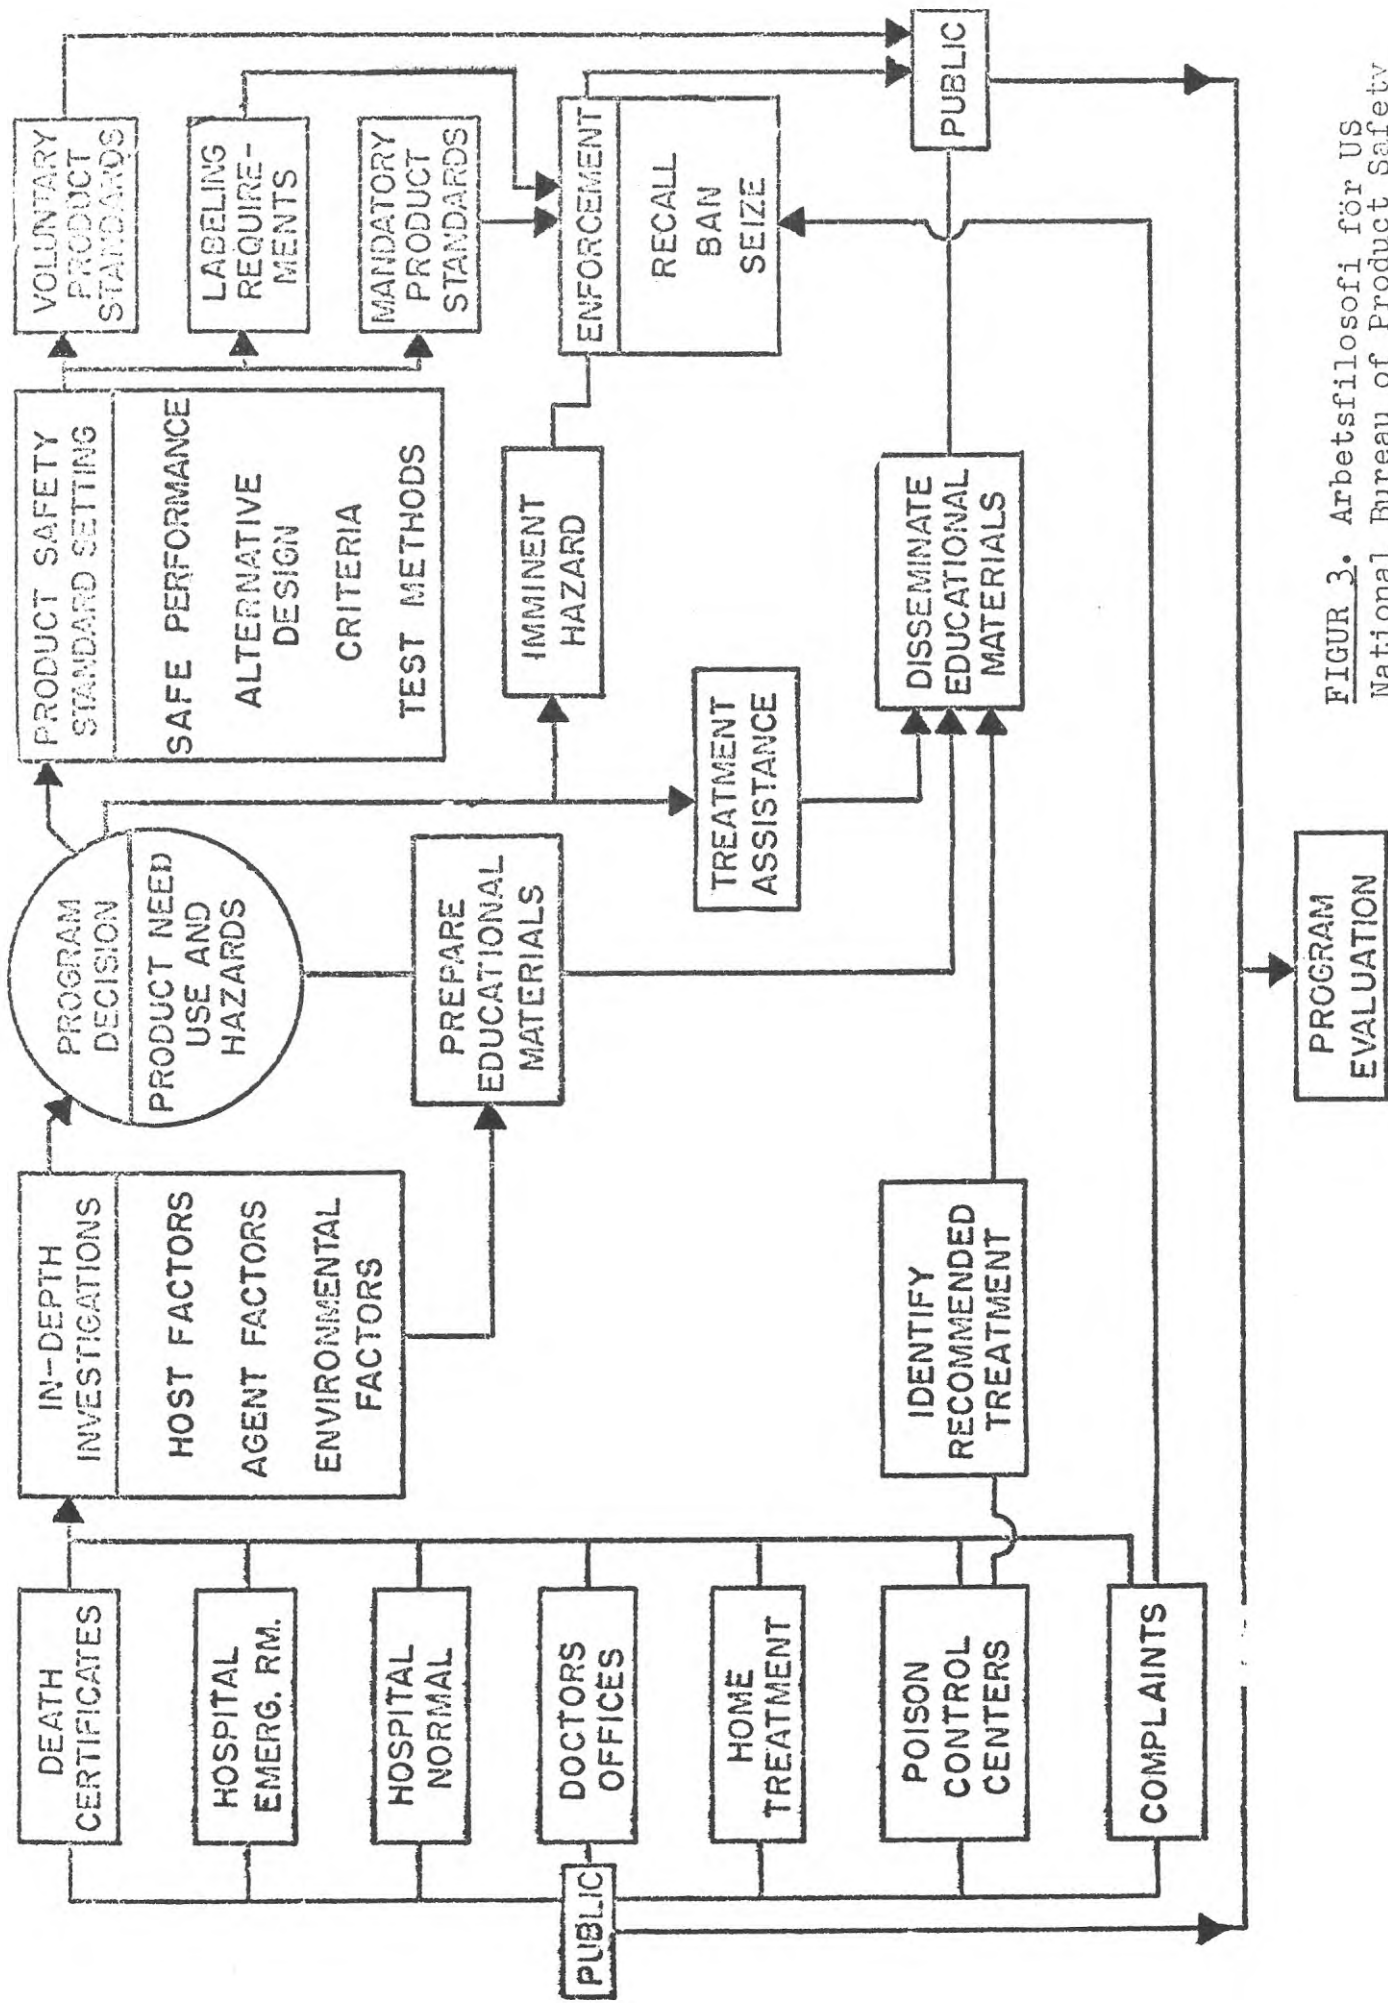 DEATH
CERTIFICATES
HOSPITAL
EMERG. RM.
HOSPITAL
NORMAL
DOCTORS
OFFICES
PUBLIC
HOME
TREATMENT
POISON
CONTROL
CENTERS
COMPLAINTS
IN-DEPTH
INVESTIGATIONS
HOST FACTORS
AGENT FACTORS
ENVIRONMENTAL
FACTORS
IDENTIFY
RECOMMENDED
TREATMENT
PROGRAM
DECISION
PRODUCT NEED
USE AND
HAZARDS
PREPARE
EDUCATIONAL
MATERIALS
TREATMENT
ASSISTANCE
PROGRAM
EVALUATION
PRODUCT SAFETY
STANDARD SETTING
SAFE PERFORMANCE
ALTERNATIVE
DESIGN
CRITERIA
TEST METHODS
IMMINENT
HAZARD
DISSEMINATE
EDUCATIONAL
MATERIALS
VOLUNTARY
PRODUCT
STANDARDS
LABELING
REQUIRE-
MENTS
MANDATORY
PRODUCT
STANDARDS
ENFORCEMENT
RECALL
BAN
SEIZE
PUBLIC
FIGUR 3. Arbetsfilosofi för US
National Bureau of Product Safety